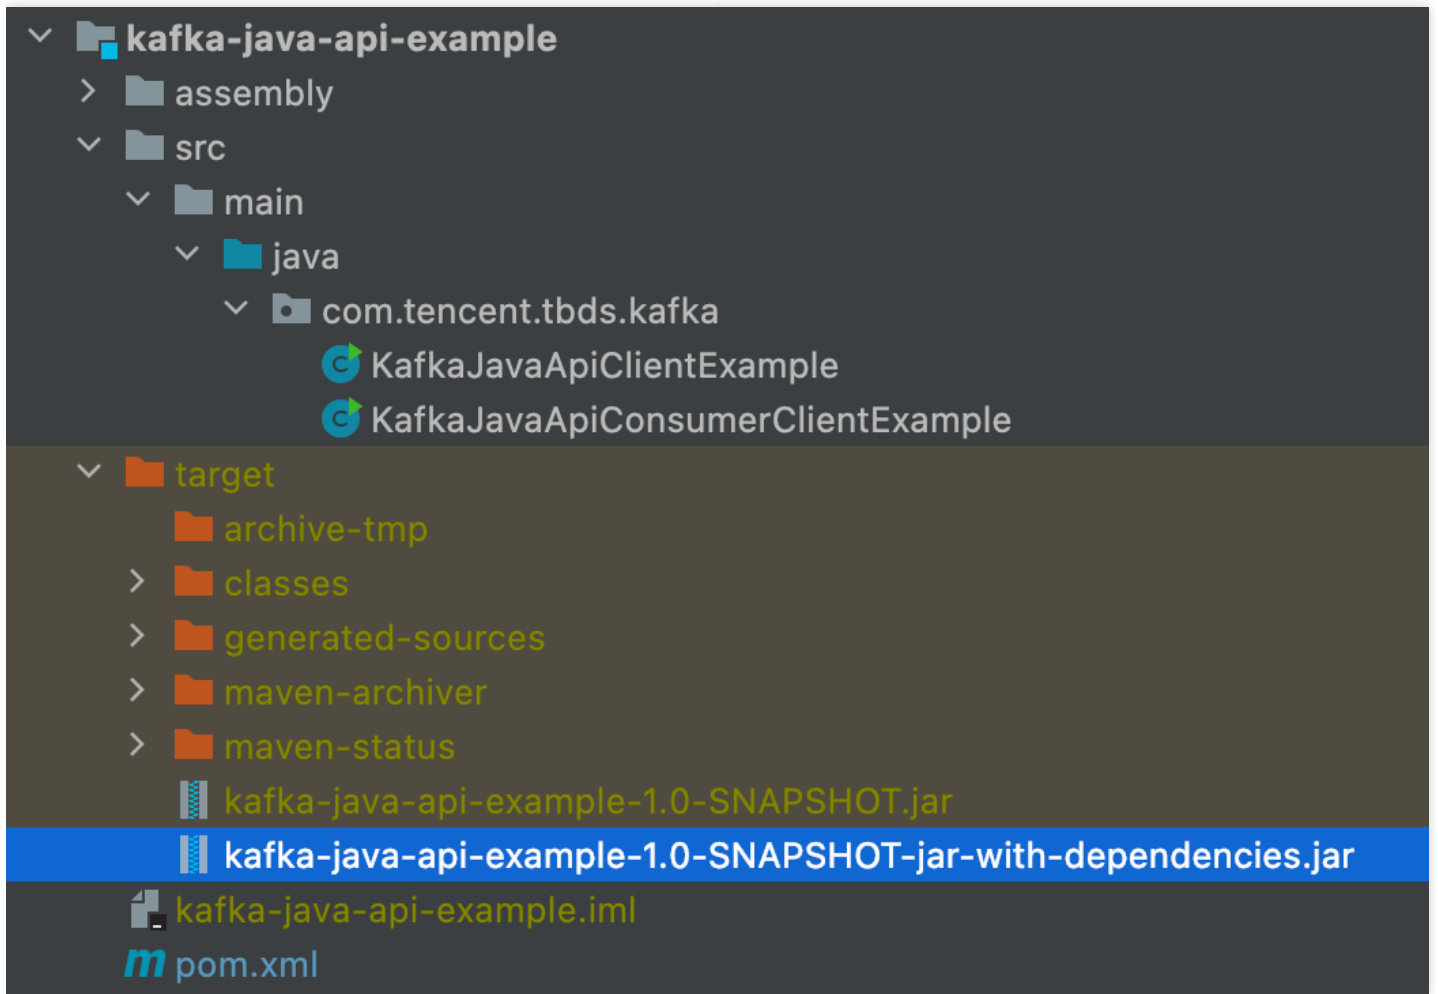 kafka-java-api-example
assembly
src
main
java
com.tencent.tbds.kafka
KafkaJavaApiClientExample
KafkaJavaApiConsumerClientExample
target
archive-tmp
classes
generated-sources
maven-archiver
maven-status
kafka-java-api-example-1.0-SNAPSHOT.jar
kafka-java-api-example-1.0-SNAPSHOT-jar-with-dependencies.jar
kafka-java-api-example.iml
pom.xml